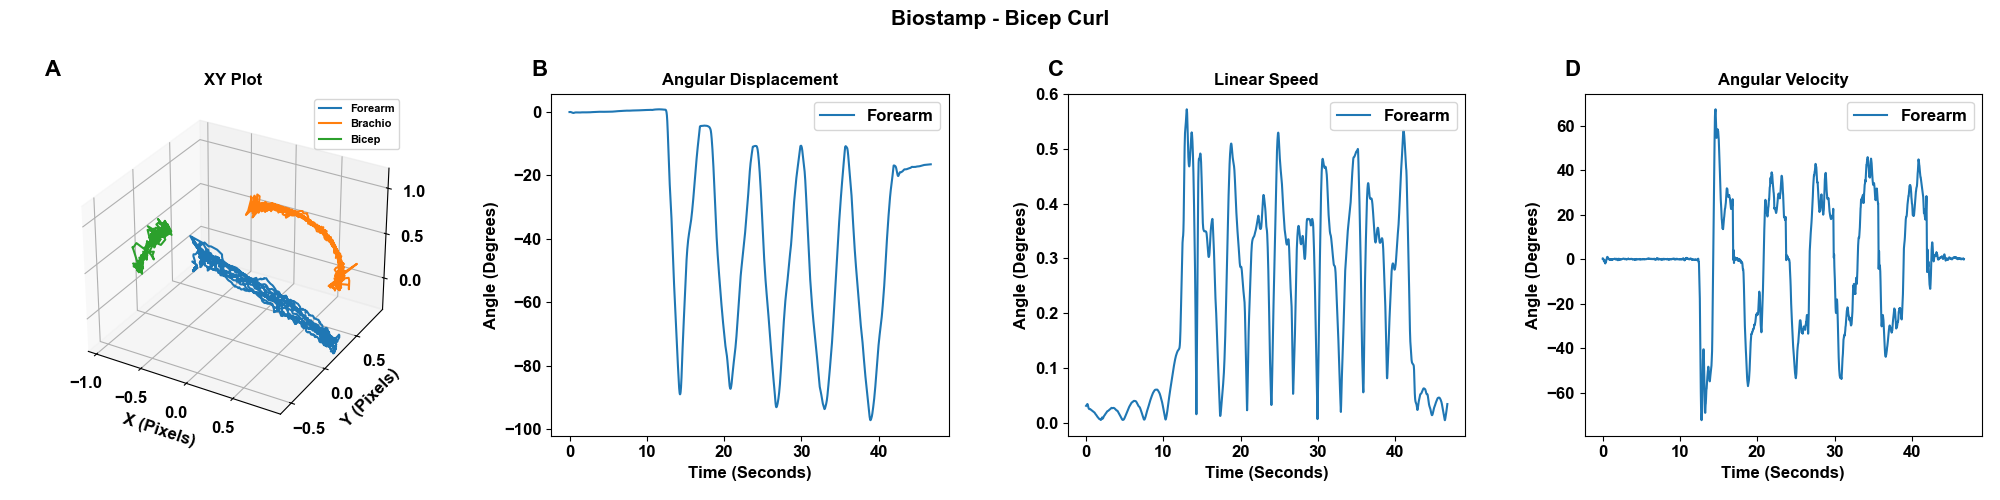 Biostamp - Bicep Curl
A
XY Plot
Forearm
Brachio
Bicep
1.0
0.5
0.0
−1.0
−0.5
0.0
0.5
X (Pixels)
−0.5
0.0
0.5
Y (Pixels)
B
Angular Displacement
Forearm
Angle (Degrees)
0
−20
−40
−60
−80
−100
0 10 20 30 40
Time (Seconds)
C
Linear Speed
Forearm
Angle (Degrees)
0.6
0.5
0.4
0.3
0.2
0.1
0.0
0 10 20 30 40
Time (Seconds)
D
Angular Velocity
Forearm
Angle (Degrees)
60
40
20
0
−20
−40
−60
0 10 20 30 40
Time (Seconds)